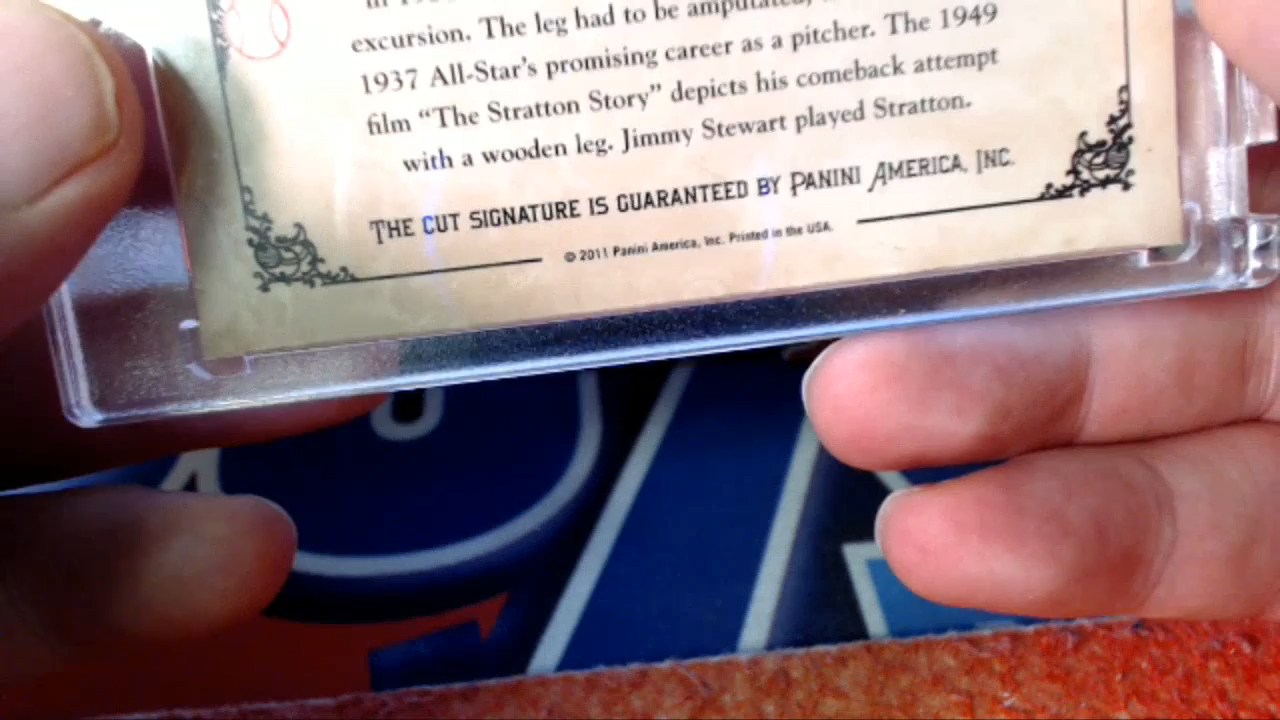 excursion. The leg had to be amputated,
1937 All-Star's promising career as a pitcher. The 1949
film “The Stratton Story” depicts his comeback attempt
with a wooden leg. Jimmy Stewart played Stratton.
THE CUT SIGNATURE IS GUARANTEED BY PANINI AMERICA, INC.
© 2011 Panini America, Inc. Printed in the USA.